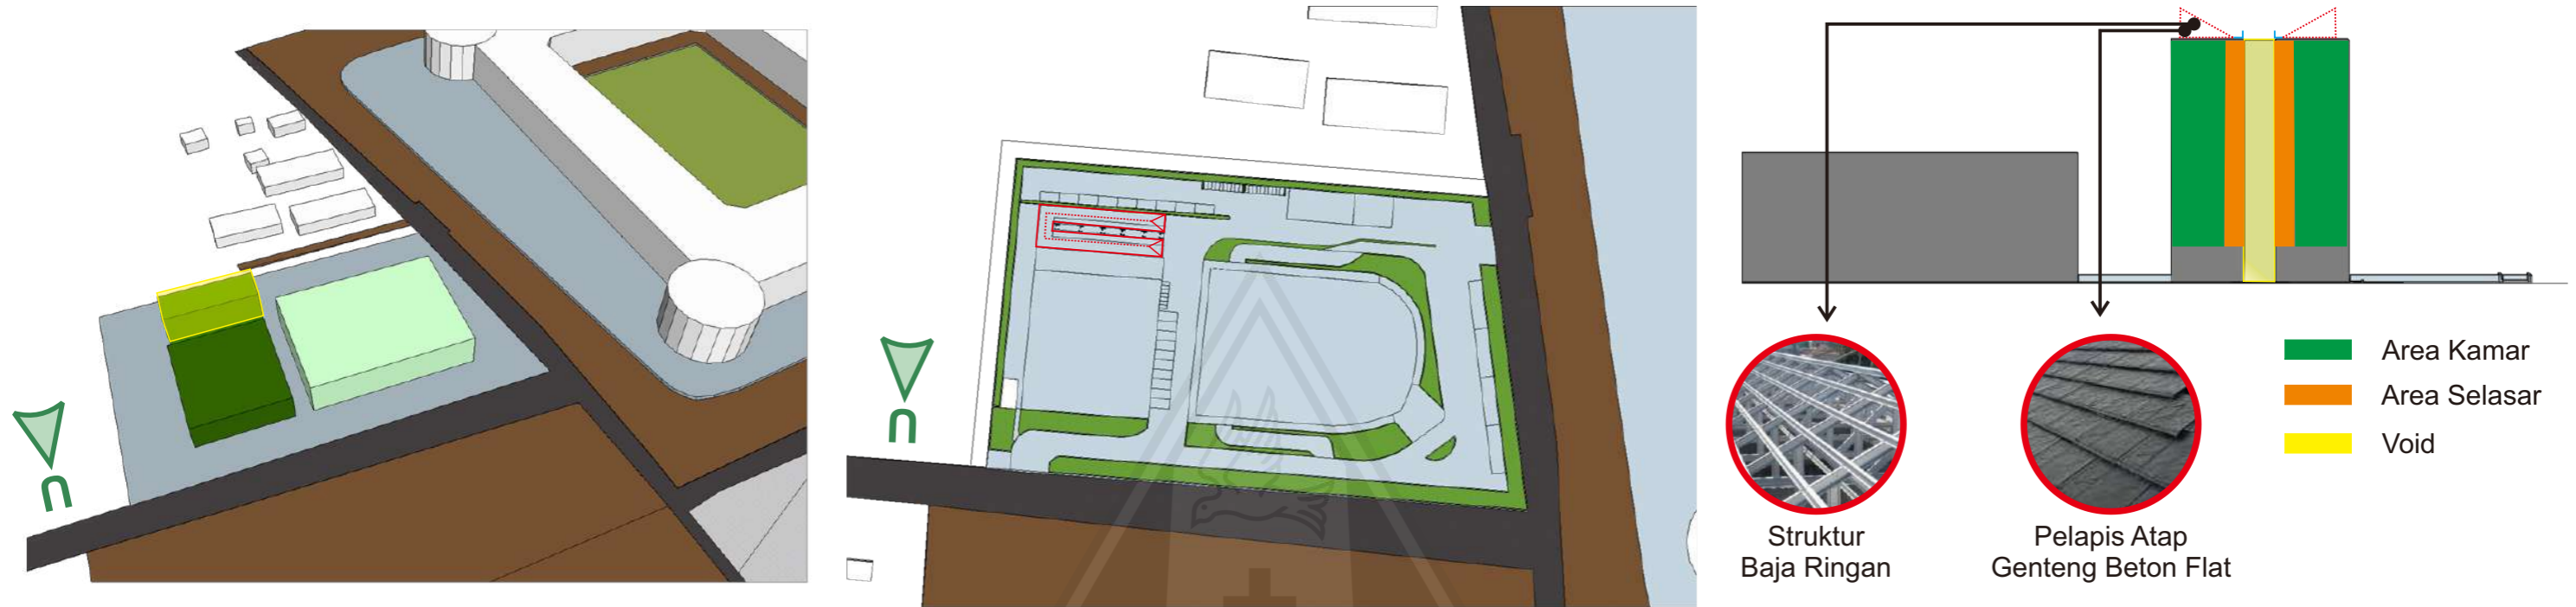 n
n
Area Kamar
Area Selasar
Void
Struktur
Baja Ringan
Pelapis Atap
Genteng Beton Flat